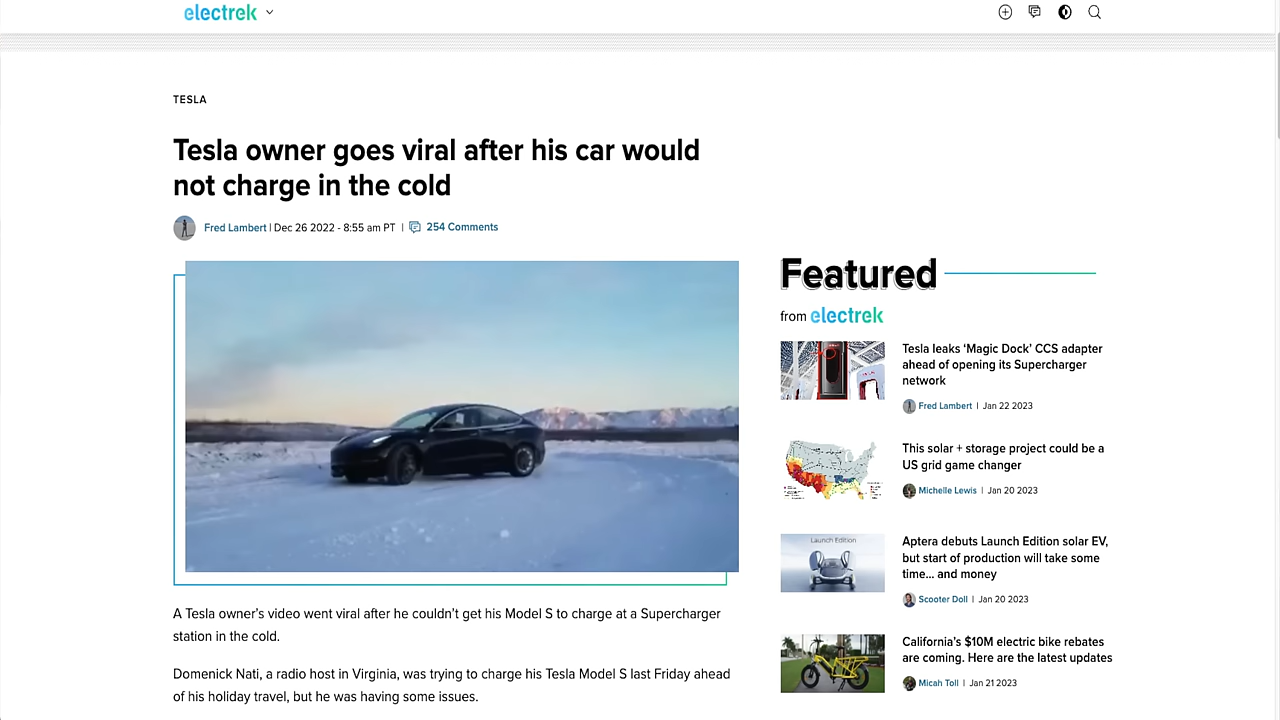 electrek
TESLA
Tesla owner goes viral after his car would
not charge in the cold
Fred Lambert | Dec 26 2022 - 8:55 am PT | 254 Comments
A Tesla owner's video went viral after he couldn't get his Model S to charge at a Supercharger
station in the cold.
Domenick Nati, a radio host in Virginia, was trying to charge his Tesla Model S last Friday ahead
of his holiday travel, but he was having some issues.
Featured
from electrek
Tesla leaks 'Magic Dock' CCS adapter
ahead of opening its Supercharger
network
Fred Lambert | Jan 22 2023
This solar + storage project could be a
US grid game changer
Michelle Lewis | Jan 20 2023
Launch Edition
Aptera debuts Launch Edition solar EV,
but start of production will take some
time... and money
Scooter Doll | Jan 20 2023
California's $10M electric bike rebates
are coming. Here are the latest updates
Micah Toll | Jan 21 2023